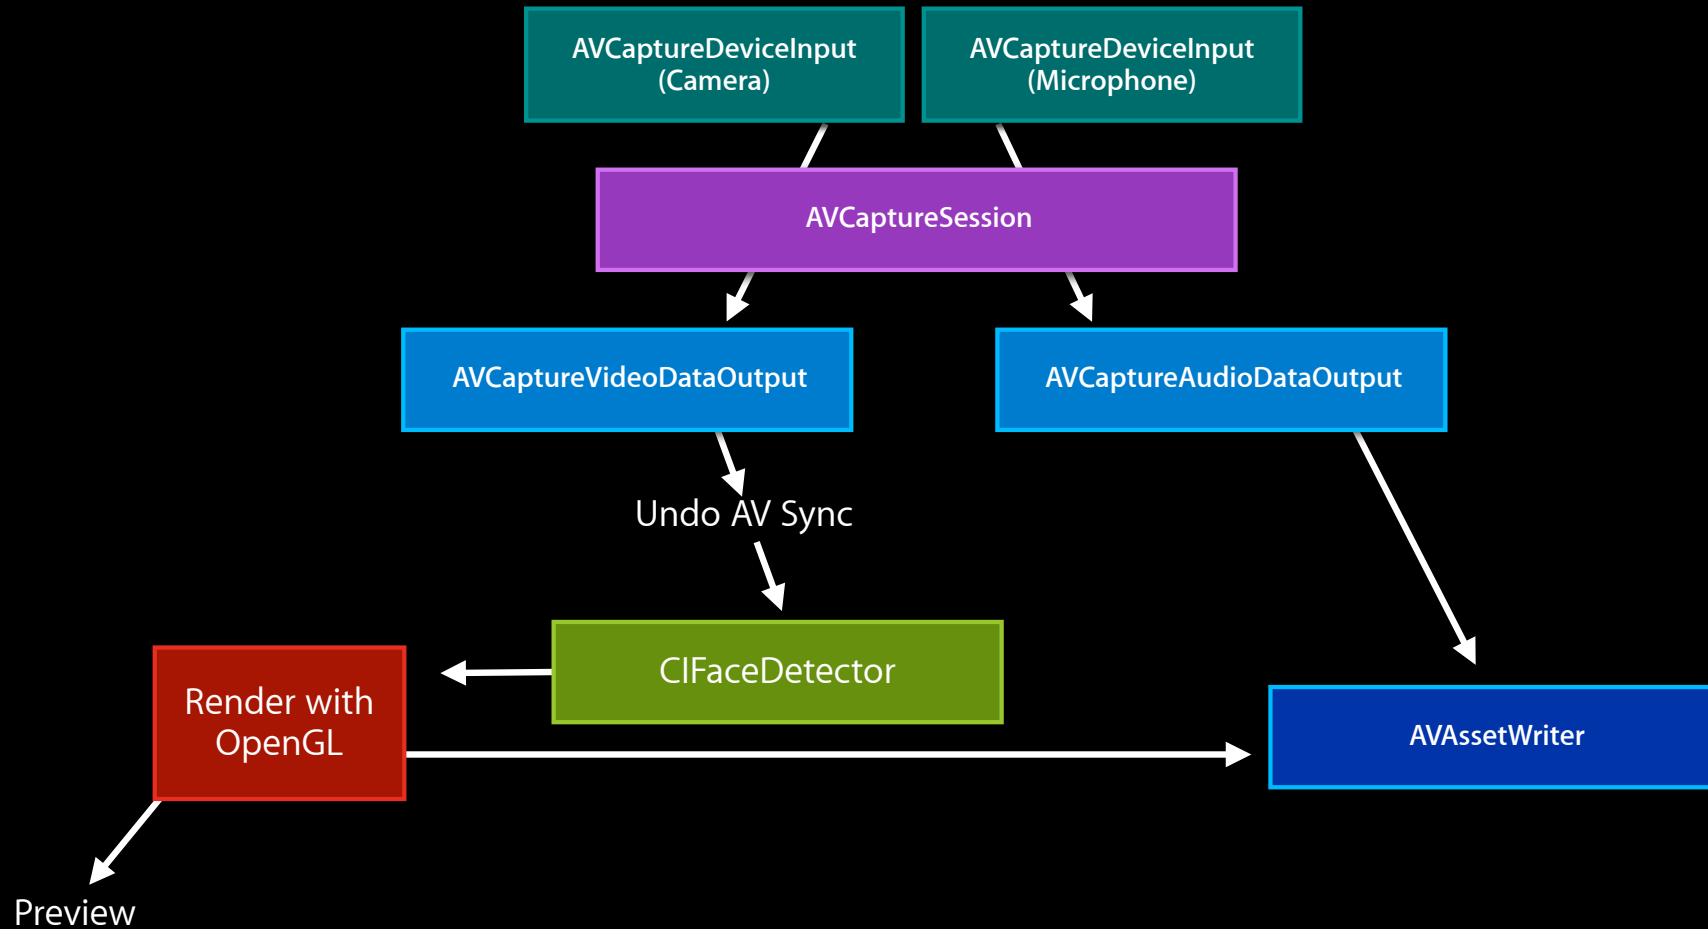 AVCaptureDeviceInput
(Camera)
AVCaptureDeviceInput
(Microphone)
AVCaptureSession
AVCaptureVideoDataOutput
AVCaptureAudioDataOutput
Undo AV Sync
CIFaceDetector
Render with
OpenGL
AVAssetWriter
Preview